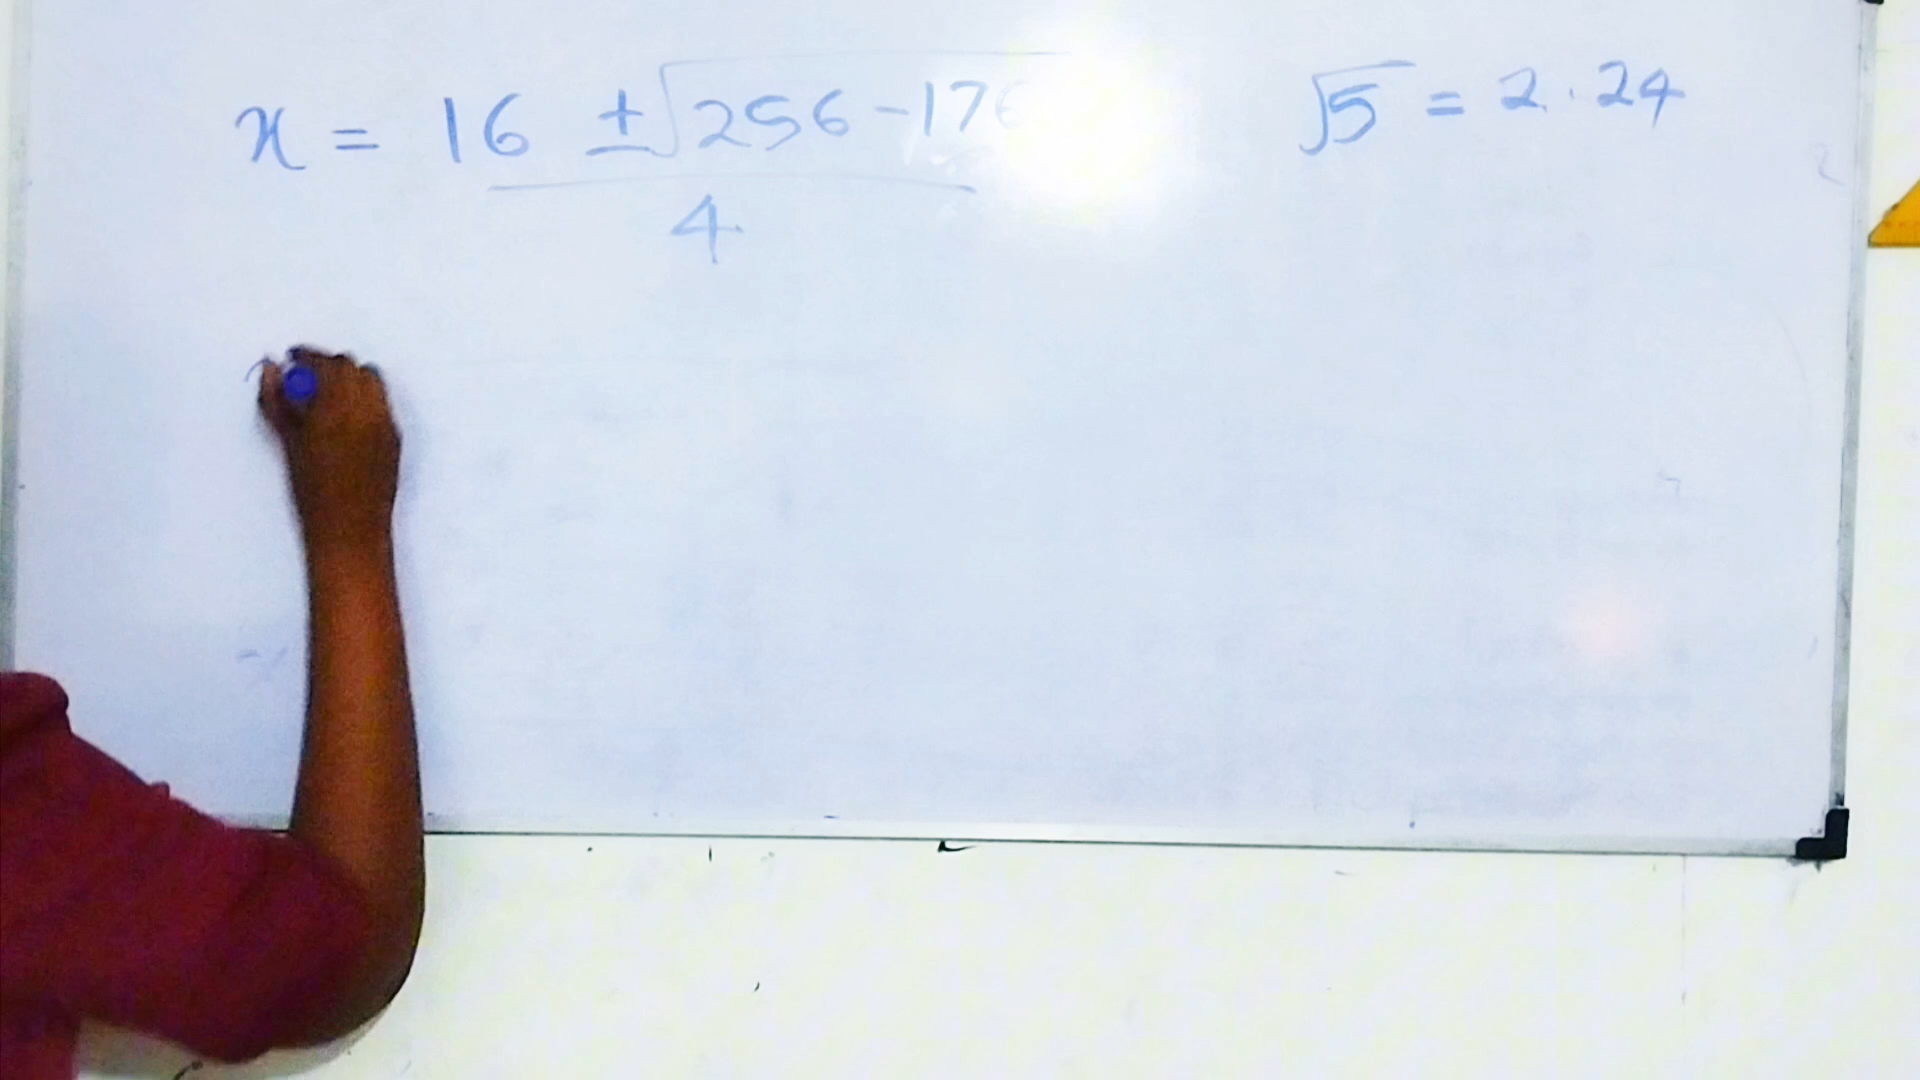 x = 16 ± √256 - 176
4
√5 = 2.24